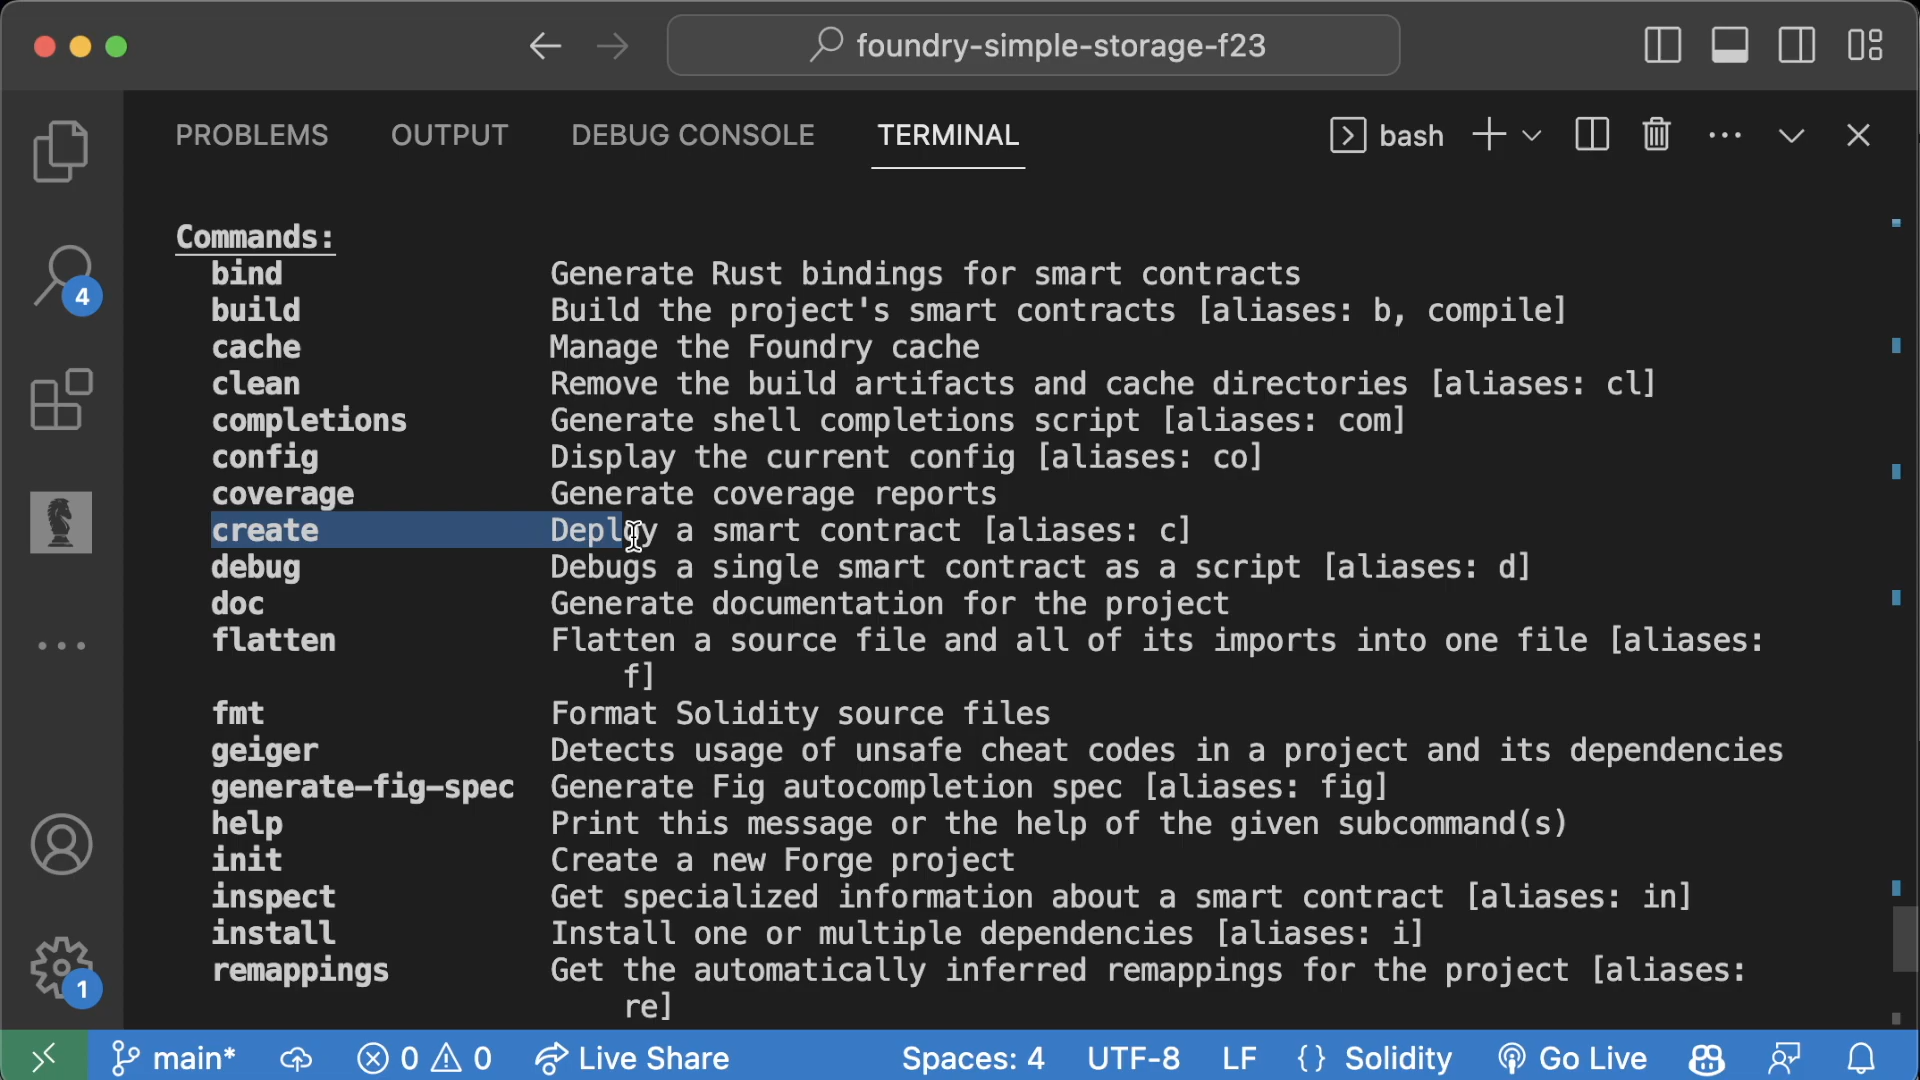 foundry-simple-storage-f23
PROBLEMS OUTPUT DEBUG CONSOLE TERMINAL bash
Commands:
bind Generate Rust bindings for smart contracts
build Build the project's smart contracts [aliases: b, compile]
cache Manage the Foundry cache
clean Remove the build artifacts and cache directories [aliases: cl]
completions Generate shell completions script [aliases: com]
config Display the current config [aliases: co]
coverage Generate coverage reports
create Deploy a smart contract [aliases: c]
debug Debugs a single smart contract as a script [aliases: d]
doc Generate documentation for the project
flatten Flatten a source file and all of its imports into one file [aliases:
f]
fmt Format Solidity source files
geiger Detects usage of unsafe cheat codes in a project and its dependencies
generate-fig-spec Generate Fig autocompletion spec [aliases: fig]
help Print this message or the help of the given subcommand(s)
init Create a new Forge project
inspect Get specialized information about a smart contract [aliases: in]
install Install one or multiple dependencies [aliases: i]
remappings Get the automatically inferred remappings for the project [aliases:
re]
4
1
main* 0 0 Live Share Spaces: 4 UTF-8 LF {} Solidity Go Live